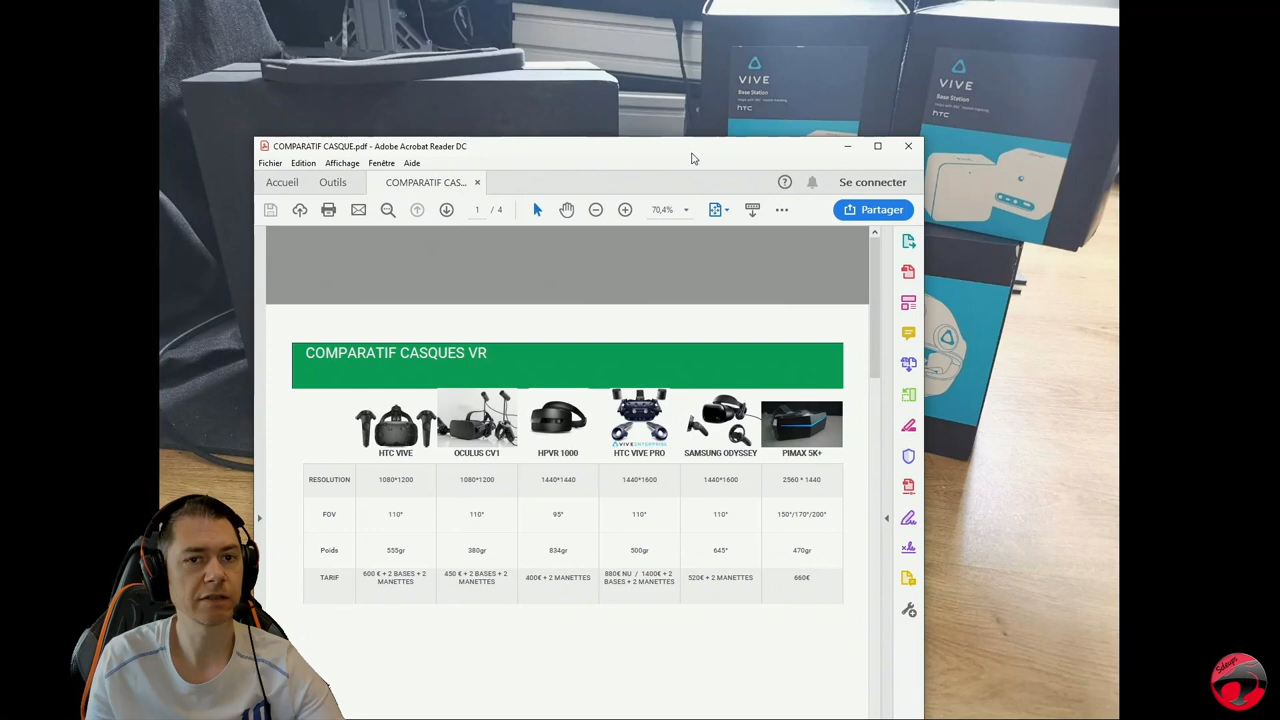 VIVE
Base Station
htc
VIVE
Base Station
htc
COMPARATIF CASQUE.pdf - Adobe Acrobat Reader DC
Fichier Edition Affichage Fenêtre Aide
Accueil Outils COMPARATIF CAS... Se connecter
1 / 4 70,4% Partager
COMPARATIF CASQUES VR
VIVE ENTERPRISE
HTC VIVE OCULUS CV1 HPVR 1000 HTC VIVE PRO SAMSUNG ODYSSEY PIMAX 5K+
RESOLUTION 1080*1200 1080*1200 1440*1440 1440*1600 1440*1600 2560 * 1440
FOV 110° 110° 95° 110° 110° 150°/170°/200°
Poids 555gr 380gr 834gr 500gr 645° 470gr
TARIF 600 € + 2 BASES + 2 MANETTES 450 € + 2 BASES + 2 MANETTES 400€ + 2 MANETTES 880€ NU / 1400€ + 2 BASES + 2 MANETTES 520€ + 2 MANETTES 660€